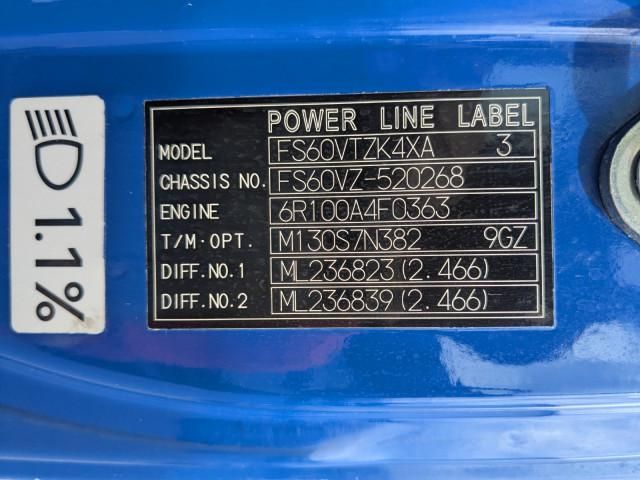 1.1%
POWER LINE LABEL
MODEL FS60VTZK4XA 3
CHASSIS NO. FS60VZ-520268
ENGINE 6R100A4F0363
T/M·OPT. M130S7N382 9GZ
DIFF.NO.1 ML236823(2.466)
DIFF.NO.2 ML236839(2.466)